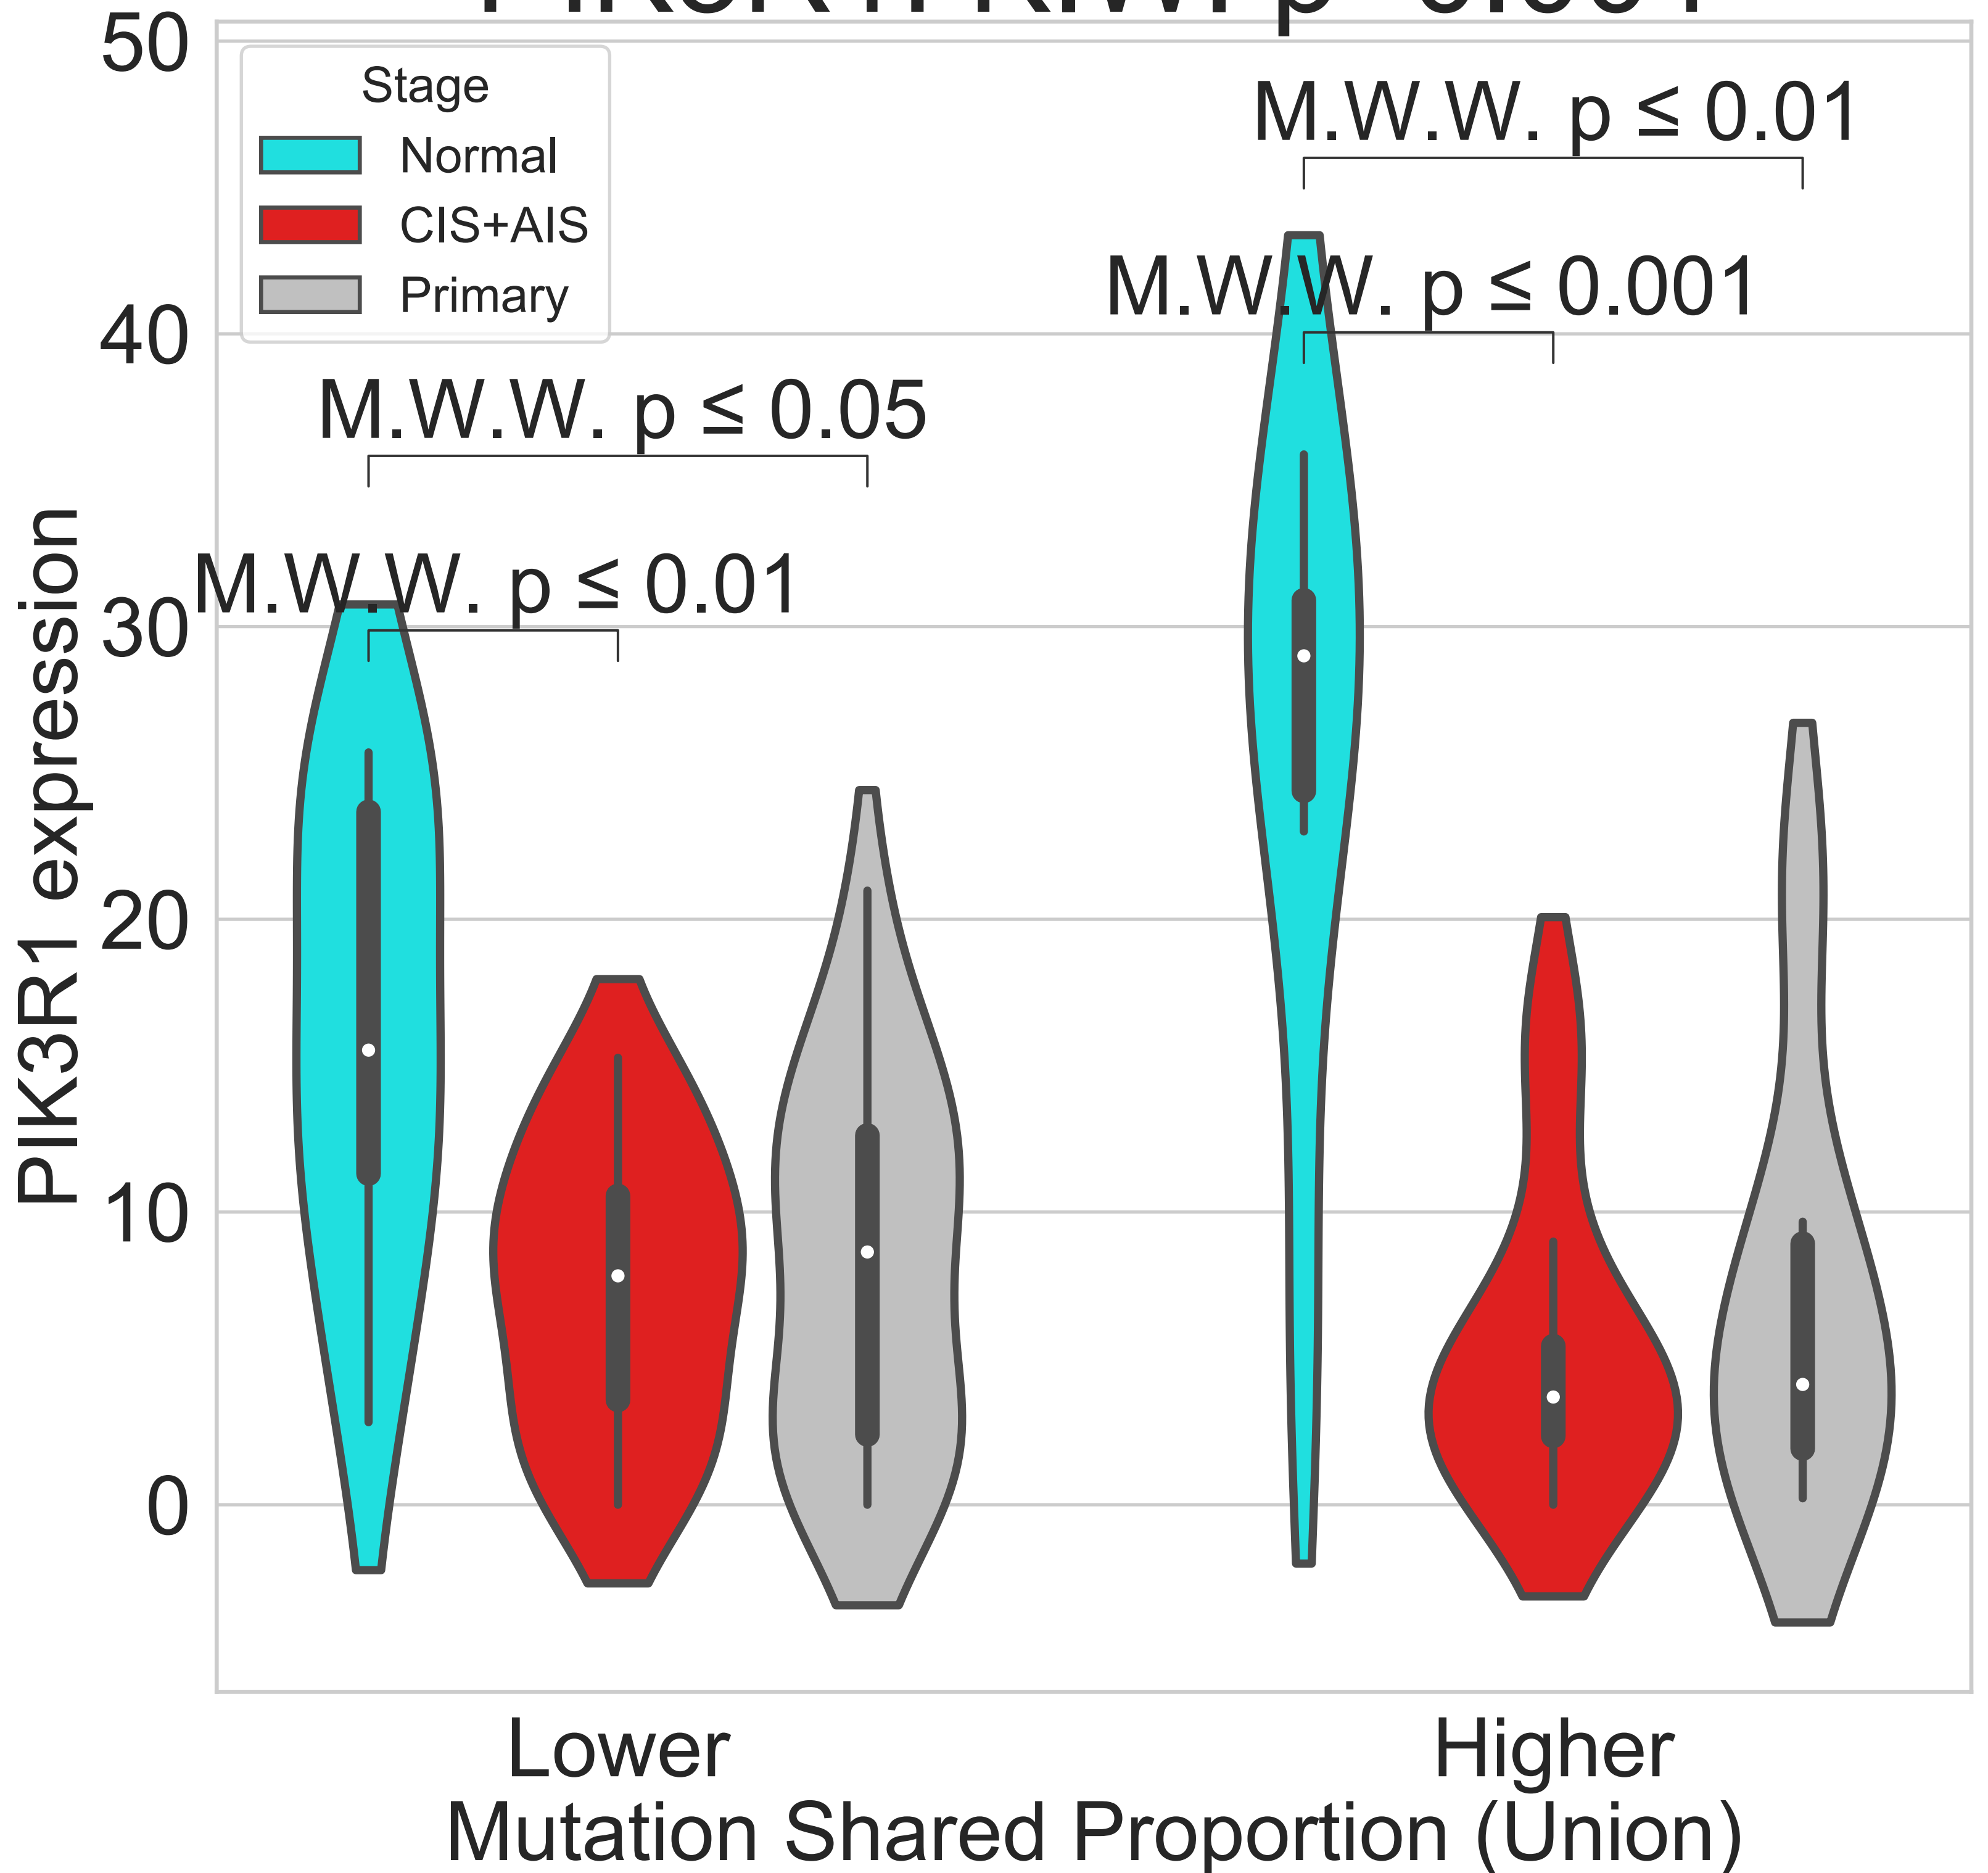 50
Stage
Normal
CIS+AIS
Primary
M.W.W. p ≤ 0.01
M.W.W. p ≤ 0.001
40
M.W.W. p ≤ 0.05
M.W.W. p ≤ 0.01
30
20
10
0
PIK3R1 expression
Lower
Higher
Mutation Shared Proportion (Union)